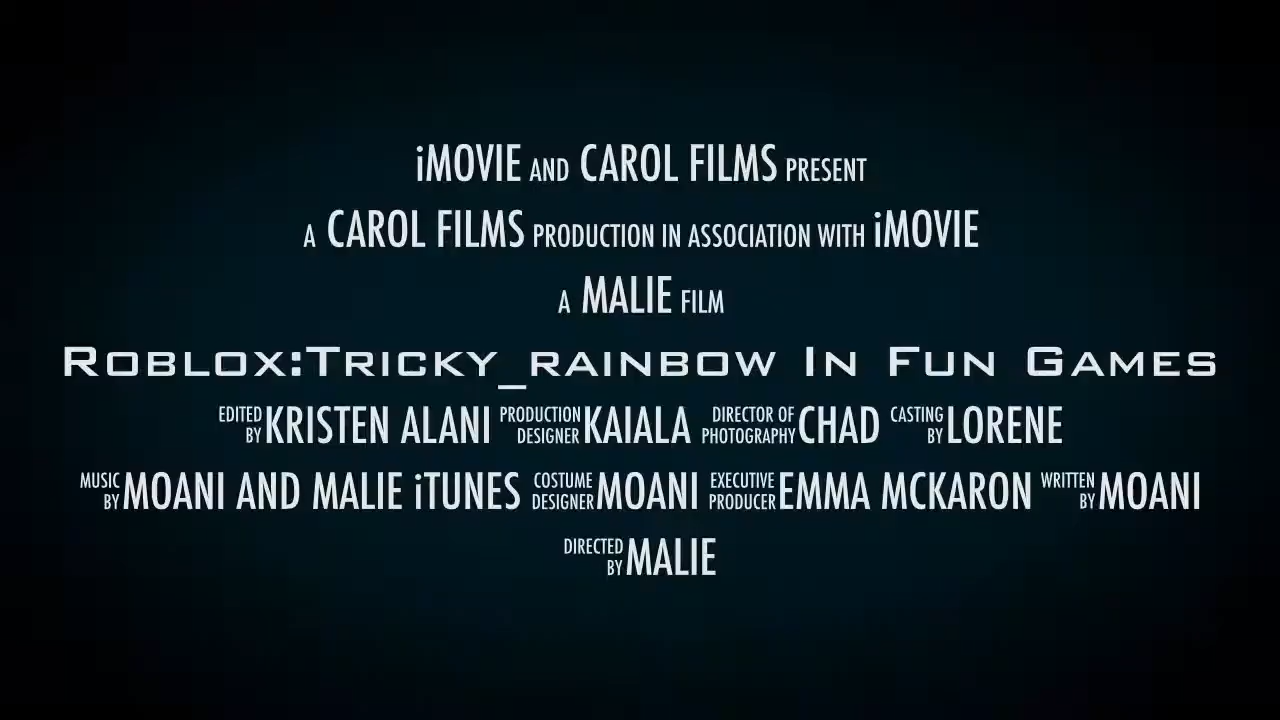 iMOVIE AND CAROL FILMS PRESENT
A CAROL FILMS PRODUCTION IN ASSOCIATION WITH iMOVIE
A MALIE FILM
ROBLOX:TRICKY_RAINBOW IN FUN GAMES
EDITED BY KRISTEN ALANI PRODUCTION DESIGNER KAIALA DIRECTOR OF PHOTOGRAPHY CHAD CASTING BY LORENE
MUSIC BY MOANI AND MALIE iTUNES COSTUME DESIGNER MOANI EXECUTIVE PRODUCER EMMA MCKARON WRITTEN BY MOANI
DIRECTED BY MALIE